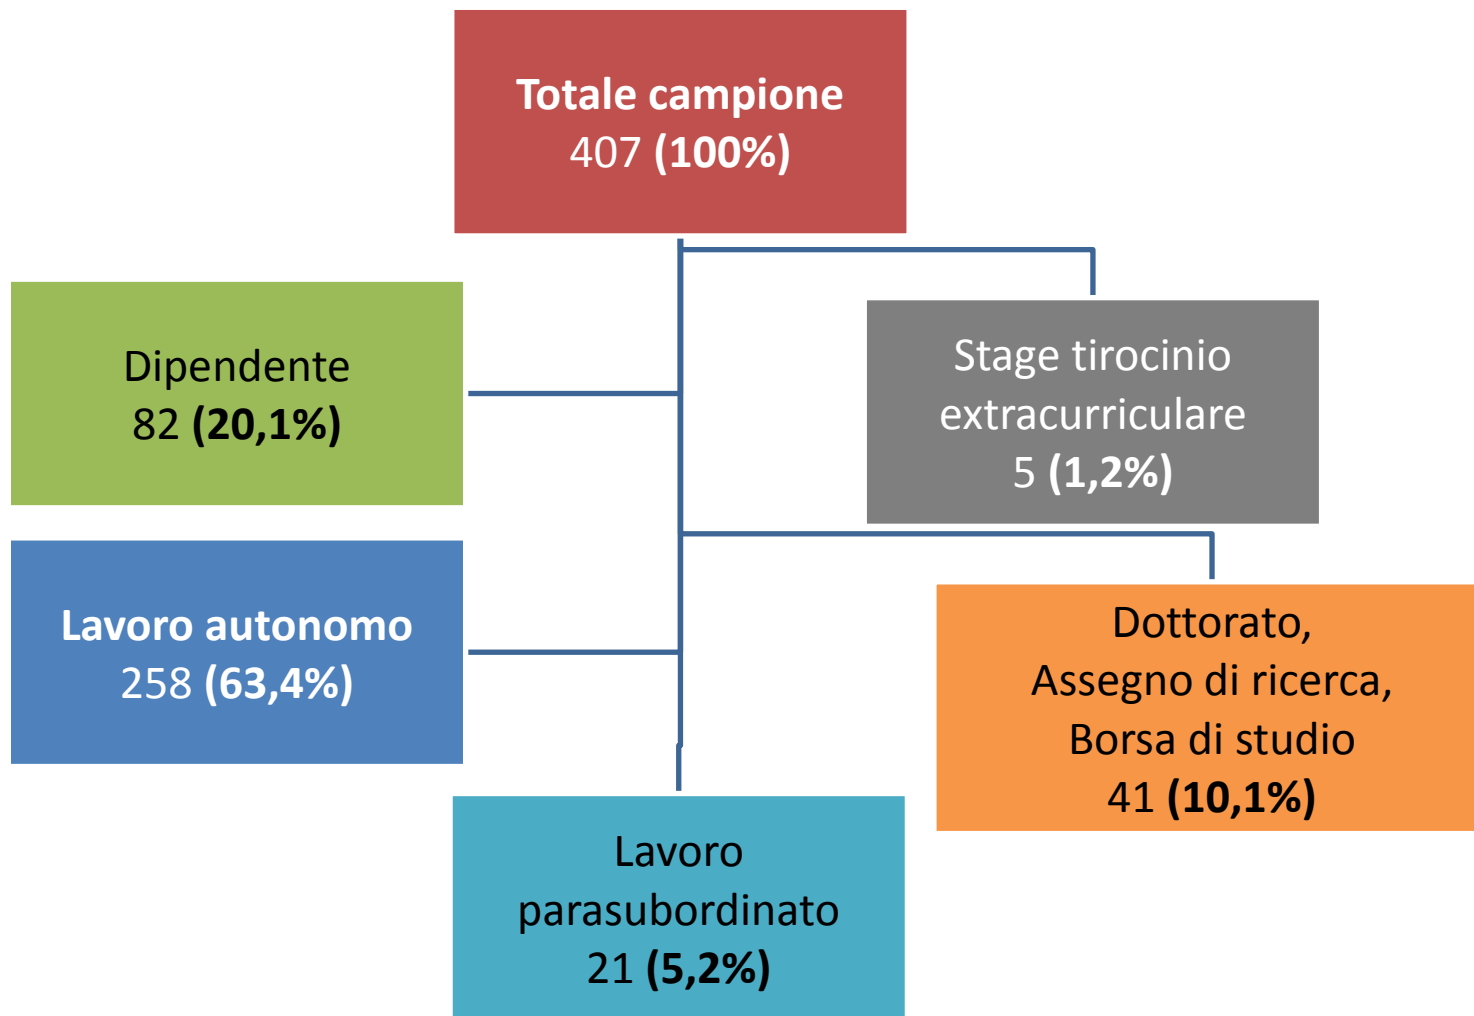 Totale campione
407 (100%)
Dipendente
82 (20,1%)
Stage tirocinio
extracurriculare
5 (1,2%)
Lavoro autonomo
258 (63,4%)
Dottorato,
Assegno di ricerca,
Borsa di studio
41 (10,1%)
Lavoro
parasubordinato
21 (5,2%)